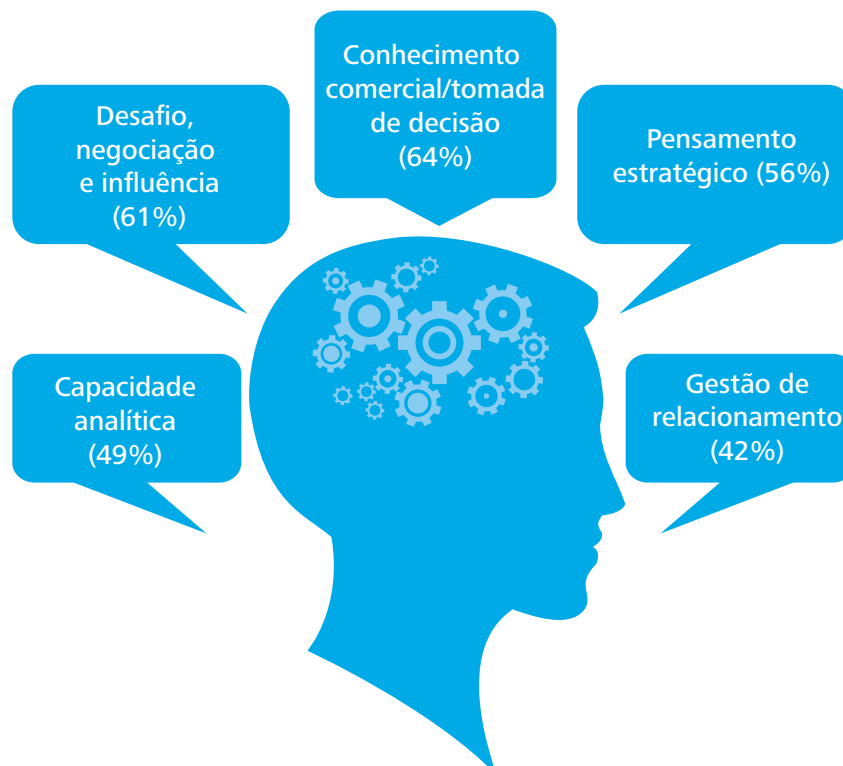 Conhecimento
comercial/tomada
de decisão
(64%)
Desafio,
negociação
e influência
(61%)
Pensamento
estratégico (56%)
Capacidade
analítica
(49%)
Gestão de
relacionamento
(42%)